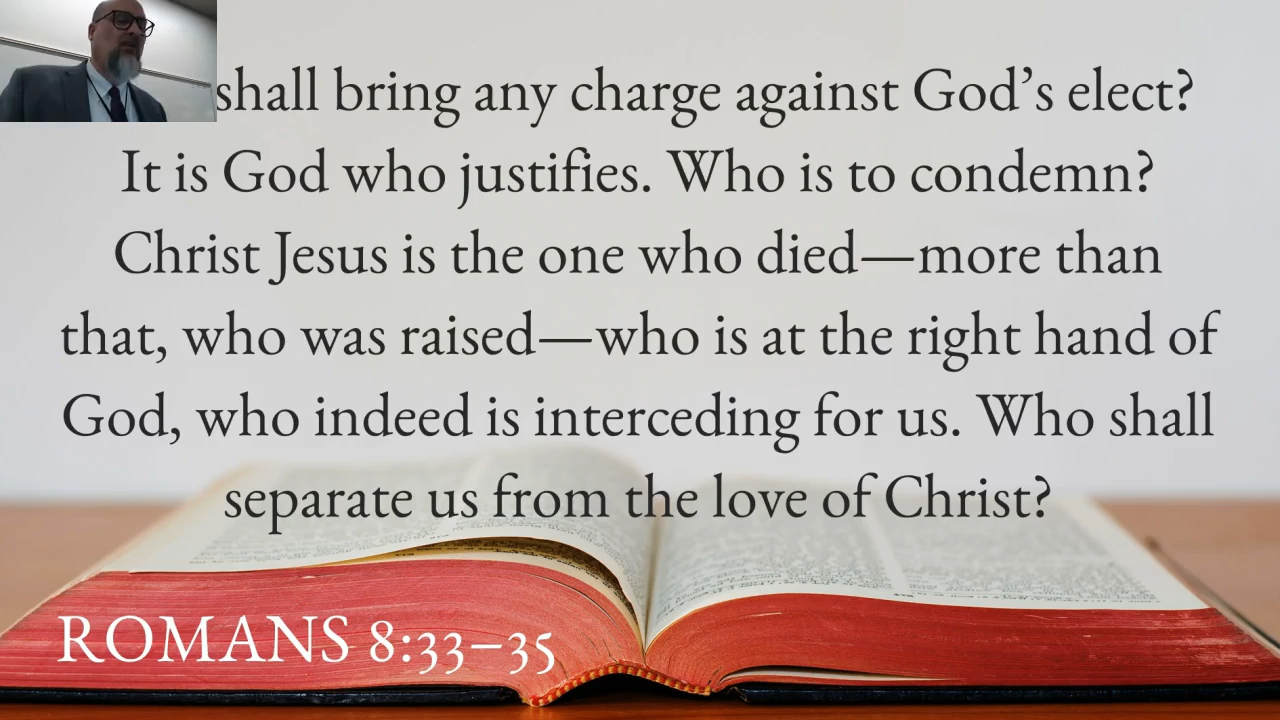 shall bring any charge against God’s elect?
It is God who justifies. Who is to condemn?
Christ Jesus is the one who died—more than
that, who was raised—who is at the right hand of
God, who indeed is interceding for us. Who shall
separate us from the love of Christ?
ROMANS 8:33–35